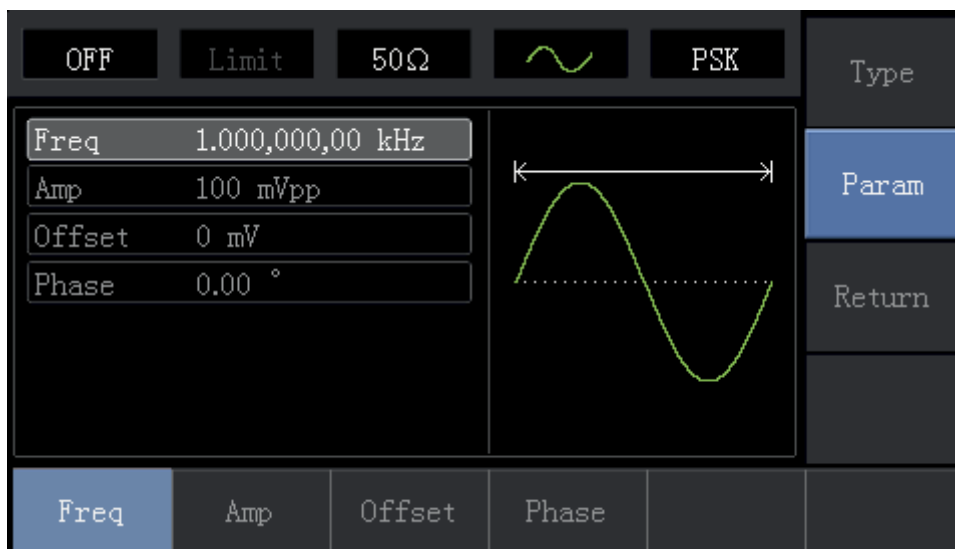 OFF Limit 50Ω PSK
Type
Freq 1.000,000,00 kHz
Amp 100 mVpp
Param
Offset 0 mV
Phase 0.00 °
Return
Freq Amp Offset Phase